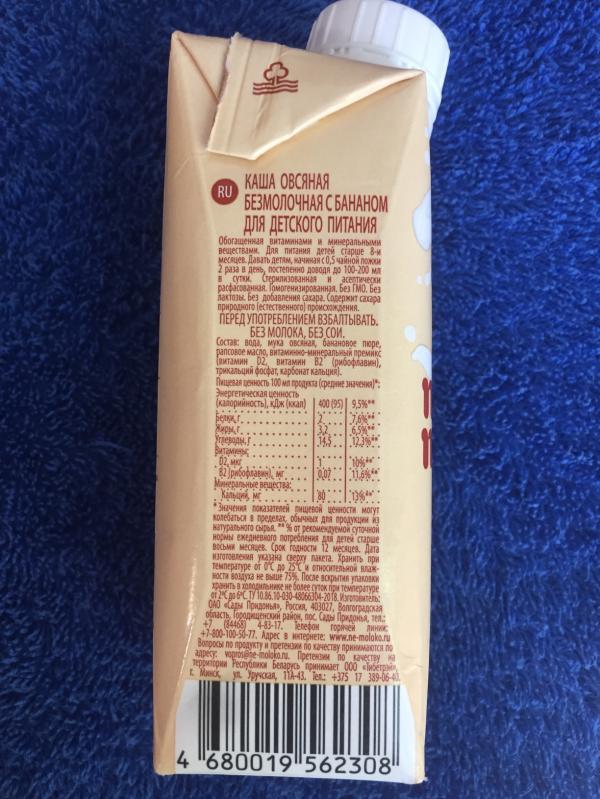 RU
КАША ОВСЯНАЯ
БЕЗМОЛОЧНАЯ С БАНАНОМ
ДЛЯ ДЕТСКОГО ПИТАНИЯ
Обогащенная витаминами и минеральными
веществами. Для питания детей старше 8-и
месяцев. Давать детям, начиная с 0,5 чайной ложки
2 раза в день, постепенно доводя до 100-200 мл
в сутки. Стерилизованная и асептически
расфасованная. Гомогенизированная. Без ГМО. Без
лактозы. Без добавления сахара. Содержит сахара
природного (естественного) происхождения.
ПЕРЕД УПОТРЕБЛЕНИЕМ ВЗБАЛТЫВАТЬ.
БЕЗ МОЛОКА, БЕЗ СОИ.
Состав: вода, мука овсяная, банановое пюре,
рапсовое масло, витаминно-минеральный премикс
(витамин D2, витамин В2 (рибофлавин),
трикальций фосфат, карбонат кальция).
Пищевая ценность 100 мл продукта (средние значения)*:
Энергетическая ценность
(калорийность), кДж (ккал) 400 (95) 9,5%**
Белки, г 2 7,6%**
Жиры, г 3,2 6,5%**
Углеводы, г 14,5 12,3%**
Витамины:
D2, мкг 10%**
В2 (рибофлавин), мг 0,07 11,6%**
Минеральные вещества:
Кальций, мг 80 13%**
*Значения показателей пищевой ценности могут
колебаться в пределах, обычных для продукции из
натурального сырья. ** % от рекомендуемой суточной
нормы ежедневного потребления для детей старше
восьми месяцев. Срок годности 12 месяцев. Дата
изготовления указана сверху пакета. Хранить при
температуре от 0°С до 25°С и относительной влаж-
ности воздуха не выше 75%. После вскрытия упаковки
хранить в холодильнике не более суток при температуре
от 2°С до 6°С. ТУ 10.86.10-030-48066304-2018. Изготовитель:
ОАО «Сады Придонья», Россия, 403027, Волгоградская
область, Городищенский район, пос. Сады Придонья, тел.:
+7 (84468) 4-83-17. Телефон горячей линии:
+7-800-100-50-77. Адрес в интернете: www.ne-moloko.ru
Вопросы по продукту и претензии по качеству принимаются по
адресу: vopros@ne-moloko.ru. Претензии по качеству на
территории Республики Беларусь принимает ООО «Тибетрэй»,
г. Минск, ул. Уручская, 11А-43. Тел.: +375 17 389-06-40.
4 680019 562308